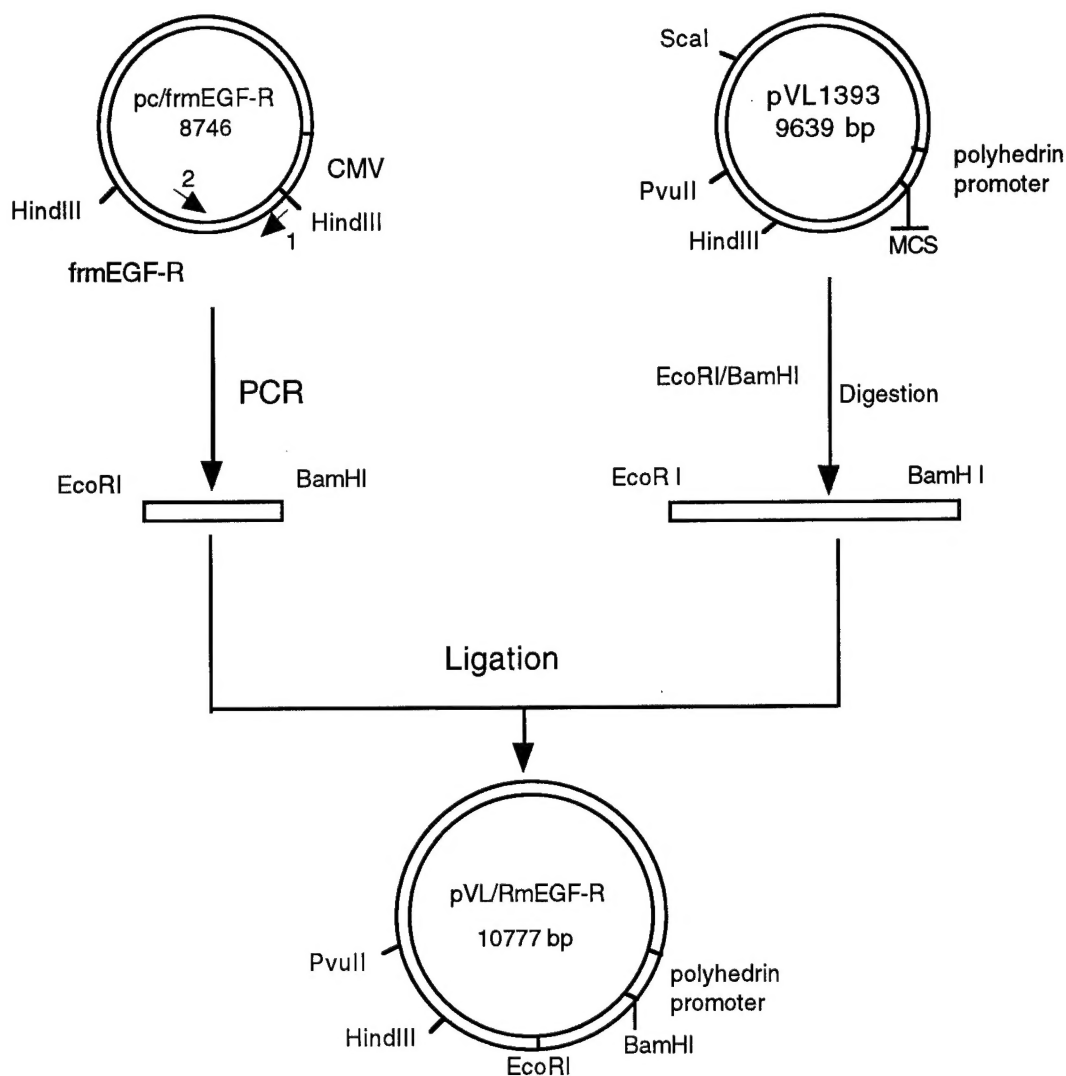 pc/frmEGF-R
8746
CMV
2
HindIII
HindIII
1
frmEGF-R
ScaI
pVL1393
9639 bp
polyhedrin
promoter
PvuII
HindIII
MCS
PCR
EcoRI/BamHI
Digestion
EcoRI
BamHI
EcoR I
BamH I
Ligation
pVL/RmEGF-R
10777 bp
PvuII
polyhedrin
promoter
HindIII
BamHI
EcoRI